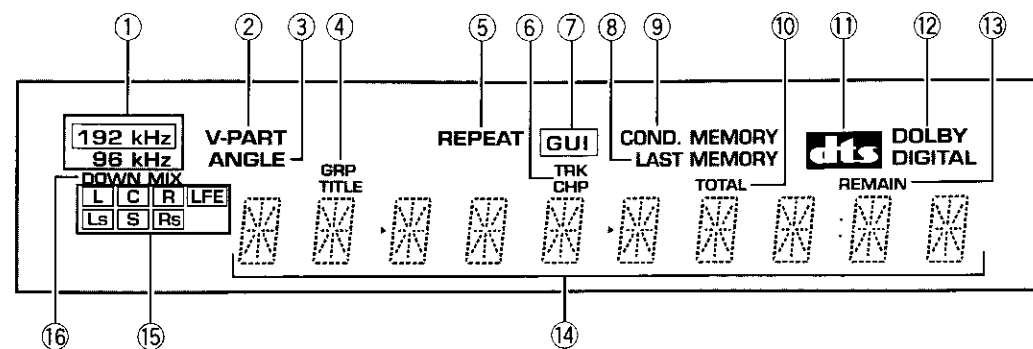 ① ② ③ ④ ⑤ ⑥ ⑦ ⑧ ⑨ ⑩ ⑪ ⑫ ⑬
192 kHz V-PART REPEAT GUI COND. MEMORY dts DOLBY
96 kHz ANGLE LAST MEMORY DIGITAL
DOWN MIX GRP TRK
TITLE CHP TOTAL REMAIN
L C R LFE
Ls S Rs
⑯ ⑮ ⑭